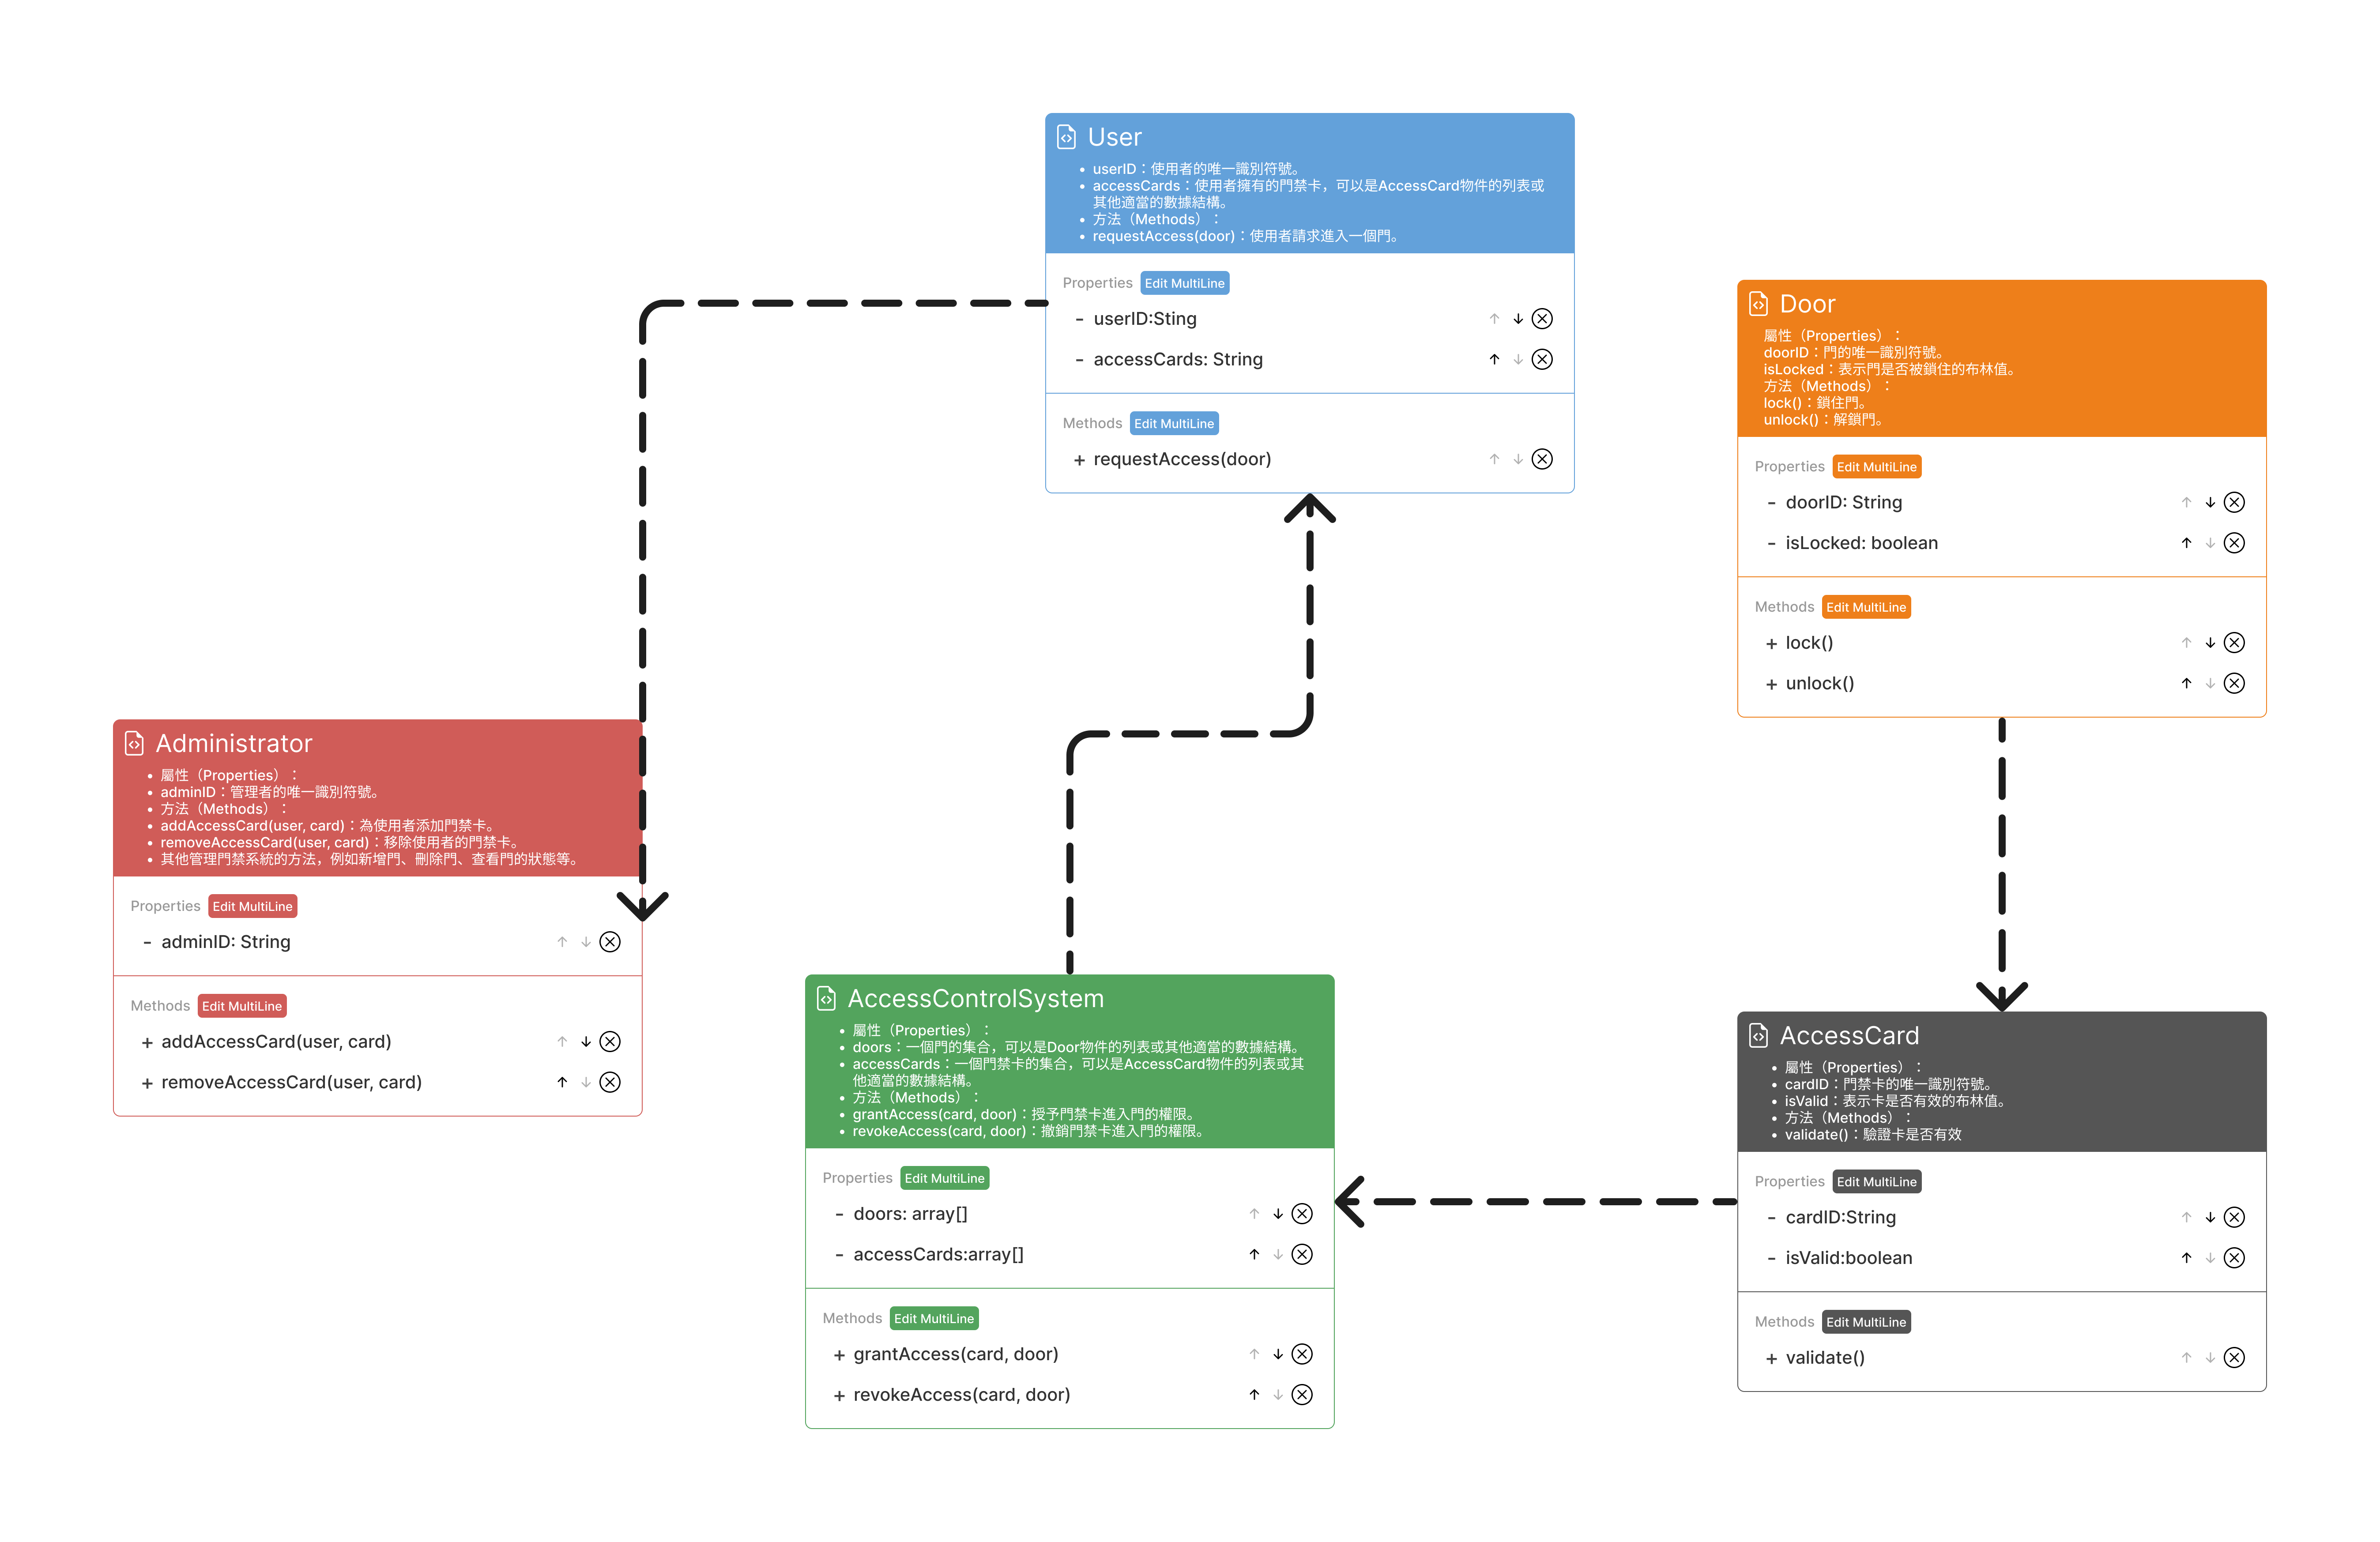 User
• userID：使用者的唯一識別符號。
• accessCards：使用者擁有的門禁卡，可以是AccessCard物件的列表或
其他適當的數據結構。
• 方法（Methods）：
• requestAccess(door)：使用者請求進入一個門。
Properties Edit MultiLine
- userID:Sting
- accessCards: String
Methods Edit MultiLine
+ requestAccess(door)
Door
屬性（Properties）：
doorID：門的唯一識別符號。
isLocked：表示門是否被鎖住的布林值。
方法（Methods）：
lock()：鎖住門。
unlock()：解鎖門。
Properties Edit MultiLine
- doorID: String
- isLocked: boolean
Methods Edit MultiLine
+ lock()
+ unlock()
Administrator
• 屬性（Properties）：
• adminID：管理者的唯一識別符號。
• 方法（Methods）：
• addAccessCard(user, card)：為使用者添加門禁卡。
• removeAccessCard(user, card)：移除使用者的門禁卡。
• 其他管理門禁系統的方法，例如新增門、刪除門、查看門的狀態等。
Properties Edit MultiLine
- adminID: String
Methods Edit MultiLine
+ addAccessCard(user, card)
+ removeAccessCard(user, card)
AccessControlSystem
• 屬性（Properties）：
• doors：一個門的集合，可以是Door物件的列表或其他適當的數據結構。
• accessCards：一個門禁卡的集合，可以是AccessCard物件的列表或其
他適當的數據結構。
• 方法（Methods）：
• grantAccess(card, door)：授予門禁卡進入門的權限。
• revokeAccess(card, door)：撤銷門禁卡進入門的權限。
Properties Edit MultiLine
- doors: array[]
- accessCards:array[]
Methods Edit MultiLine
+ grantAccess(card, door)
+ revokeAccess(card, door)
AccessCard
• 屬性（Properties）：
• cardID：門禁卡的唯一識別符號。
• isValid：表示卡是否有效的布林值。
• 方法（Methods）：
• validate()：驗證卡是否有效
Properties Edit MultiLine
- cardID:String
- isValid:boolean
Methods Edit MultiLine
+ validate()